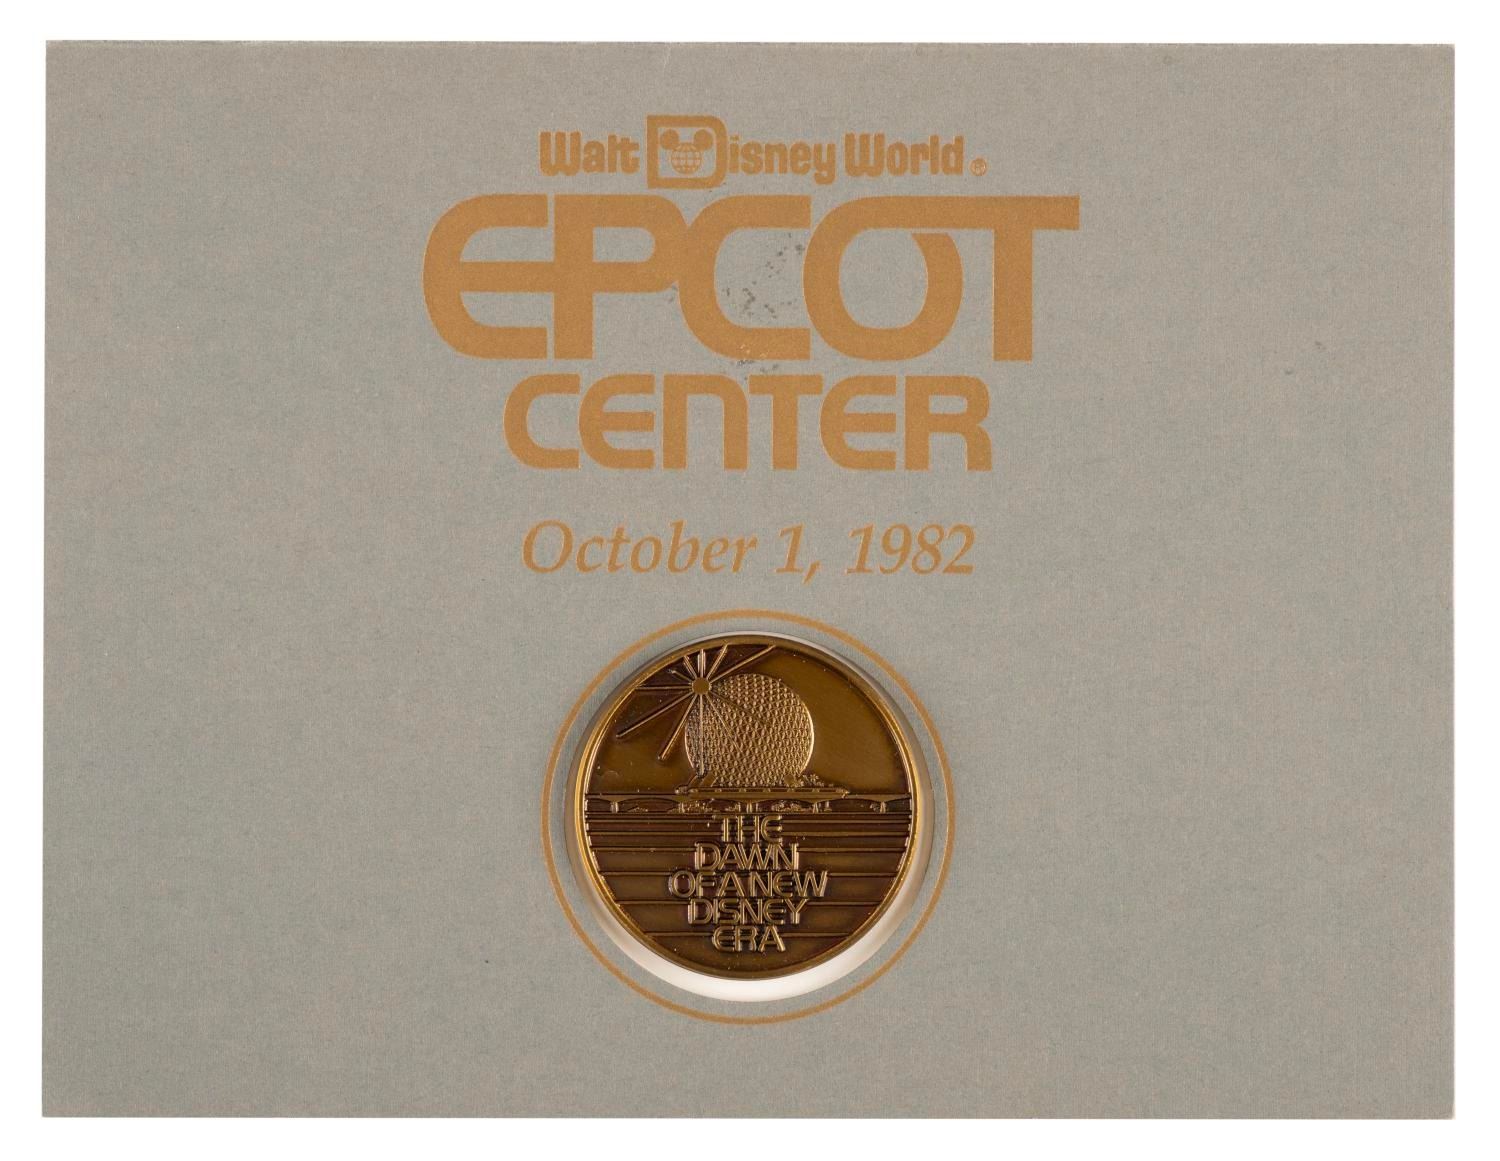 Walt Disney World®
EPCOT
CENTER
October 1, 1982
THE
DAWN
OF A NEW
DISNEY
ERA